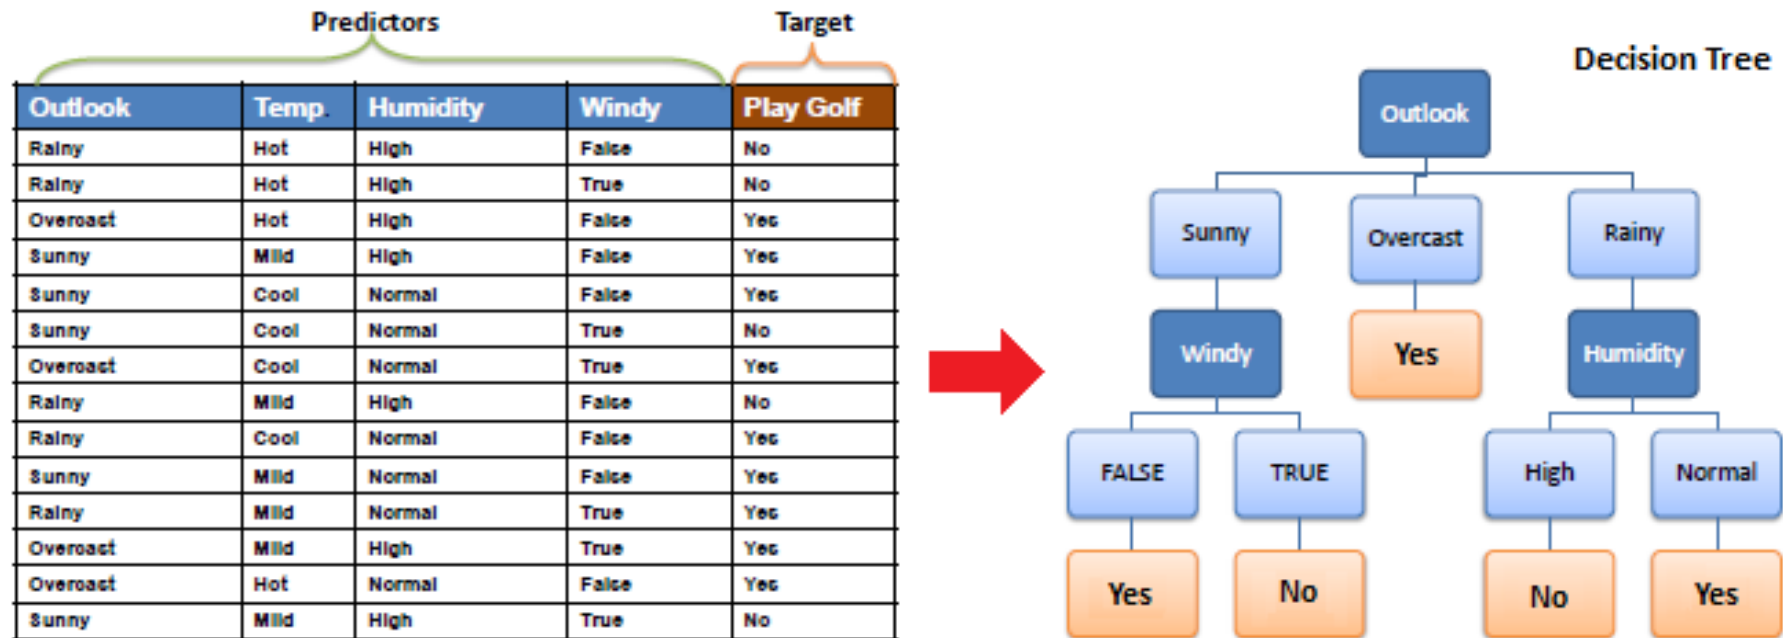 Predictors Target
Outlook Temp. Humidity Windy Play Golf
Rainy Hot High False No
Rainy Hot High True No
Overcast Hot High False Yes
Sunny Mild High False Yes
Sunny Cool Normal False Yes
Sunny Cool Normal True No
Overcast Cool Normal True Yes
Rainy Mild High False No
Rainy Cool Normal False Yes
Sunny Mild Normal False Yes
Rainy Mild Normal True Yes
Overcast Mild High True Yes
Overcast Hot Normal False Yes
Sunny Mild High True No
Decision Tree
Outlook
Sunny Overcast Rainy
Windy Yes Humidity
FALSE TRUE High Normal
Yes No No Yes